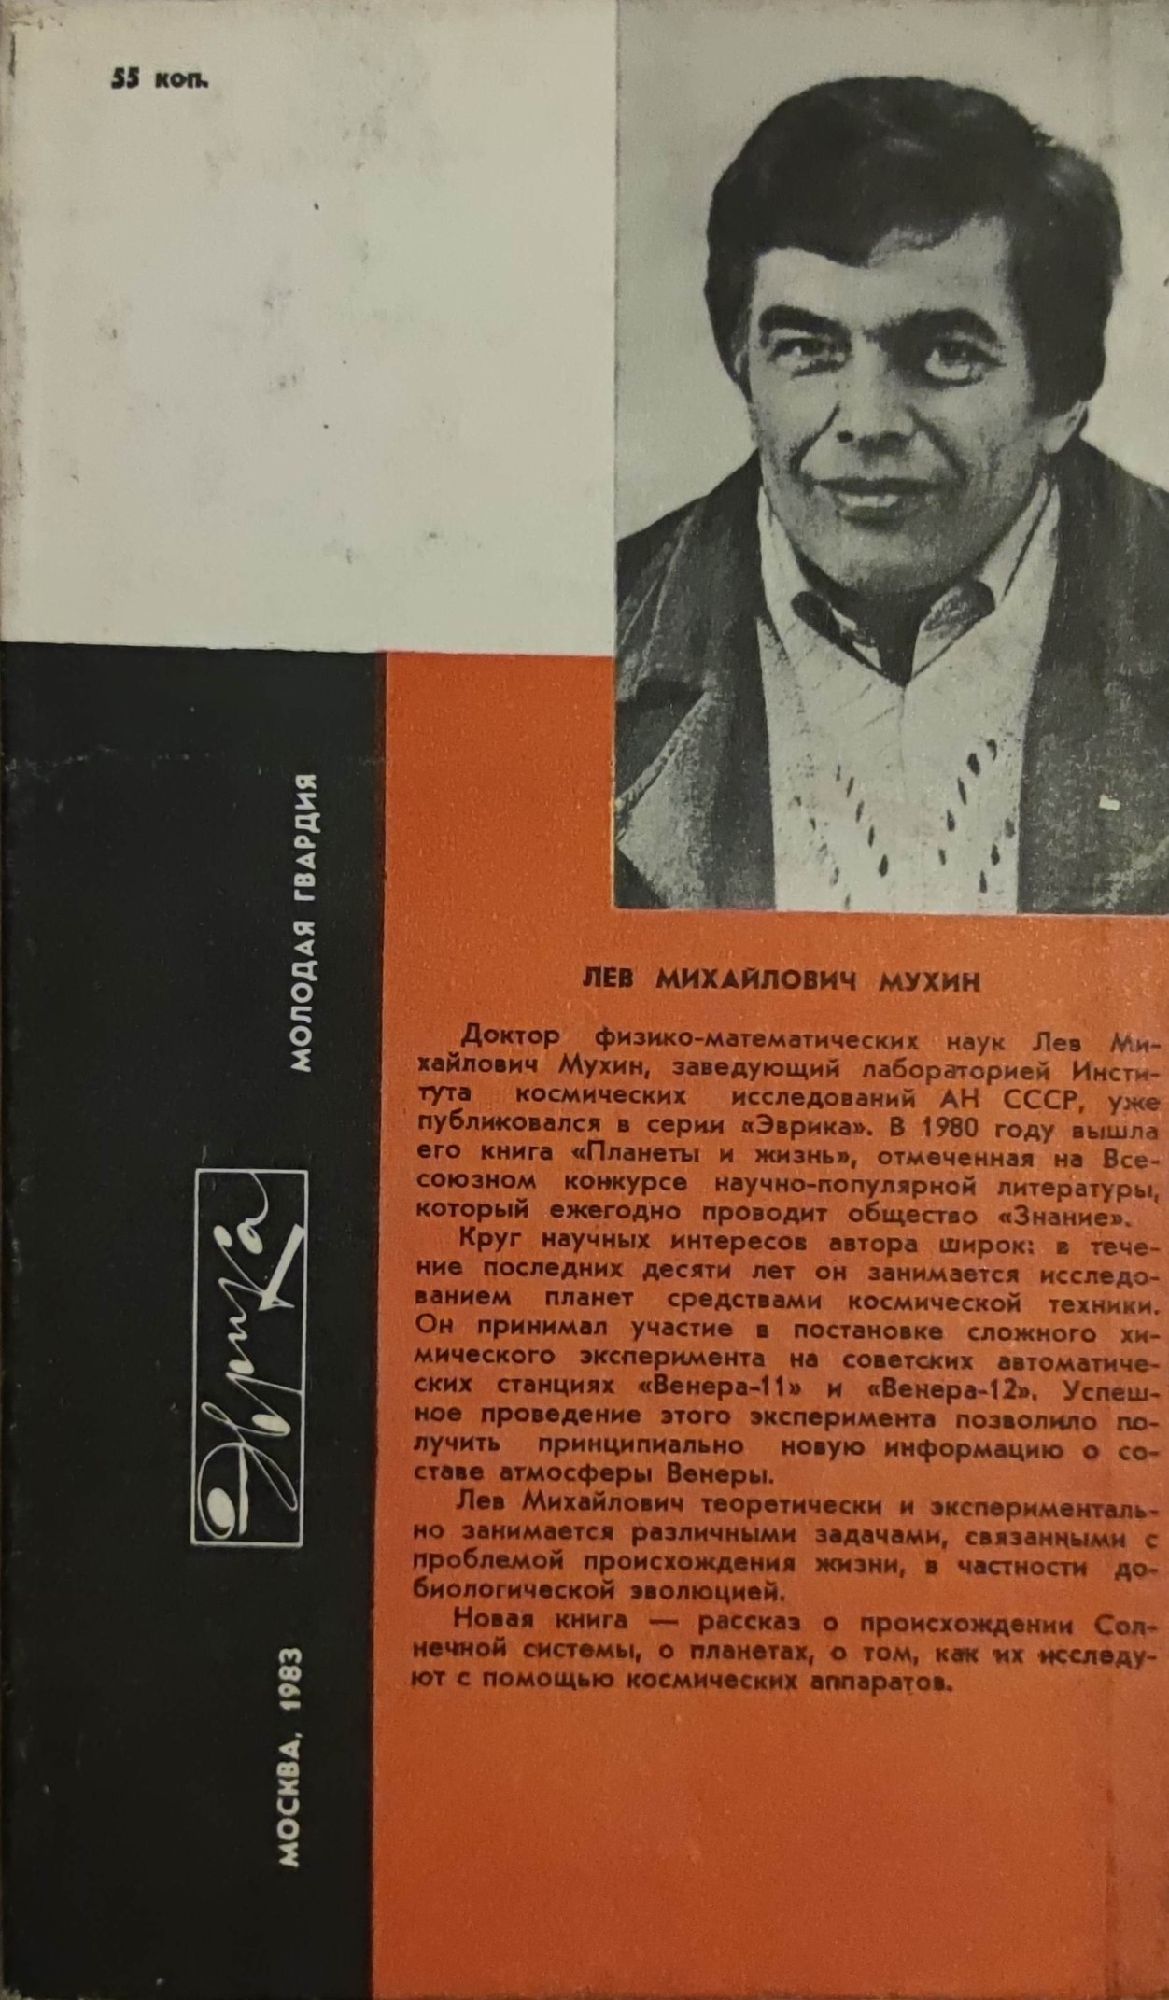 55 коп.
МОЛОДАЯ ГВАРДИЯ
Эврика
МОСКВА, 1983
ЛЕВ МИХАЙЛОВИЧ МУХИН
Доктор физико-математических наук Лев Ми-
хайлович Мухин, заведующий лабораторией Инсти-
тута космических исследований АН СССР, уже
публиковался в серии «Эврика». В 1980 году вышла
его книга «Планеты и жизнь», отмеченная на Все-
союзном конкурсе научно-популярной литературы,
который ежегодно проводит общество «Знание».
Круг научных интересов автора широк: в тече-
ние последних десяти лет он занимается исследо-
ванием планет средствами космической техники.
Он принимал участие в постановке сложного хи-
мического эксперимента на советских автоматиче-
ских станциях «Венера-11» и «Венера-12». Успеш-
ное проведение этого эксперимента позволило по-
лучить принципиально новую информацию о со-
ставе атмосферы Венеры.
Лев Михайлович теоретически и эксперименталь-
но занимается различными задачами, связанными с
проблемой происхождения жизни, в частности до-
биологической эволюцией.
Новая книга — рассказ о происхождении Сол-
нечной системы, о планетах, о том, как их исследу-
ют с помощью космических аппаратов.